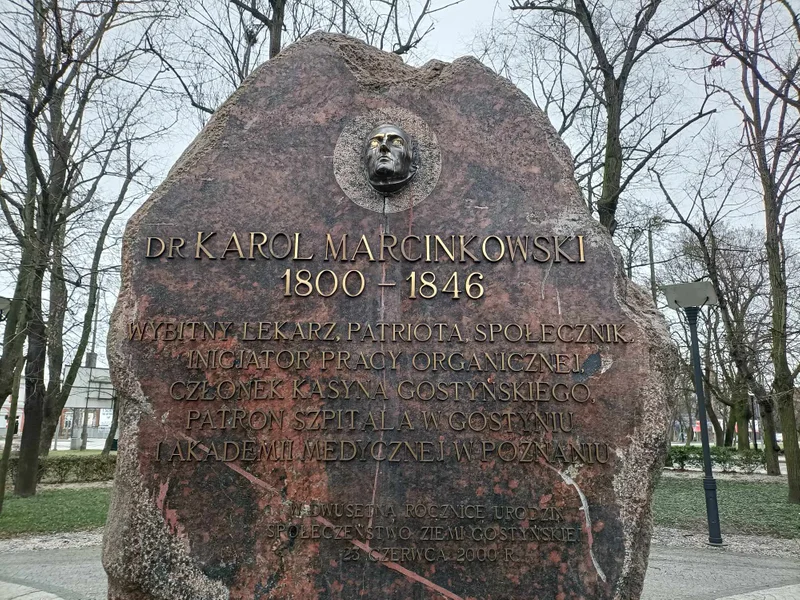 DR KAROL MARCINKOWSKI
1800 – 1846
WYBITNY LEKARZ, PATRIOTA, SPOŁECZNIK,
INICJATOR PRACY ORGANICZNEJ,
CZŁONEK KASYNA GOSTYŃSKIEGO,
PATRON SZPITALA W GOSTYNIU
I AKADEMII MEDYCZNEJ W POZNANIU
W DWUSETNĄ ROCZNICĘ URODZIN
SPOŁECZEŃSTWO ZIEMI GOSTYŃSKIEJ
23 CZERWCA 2000 R.